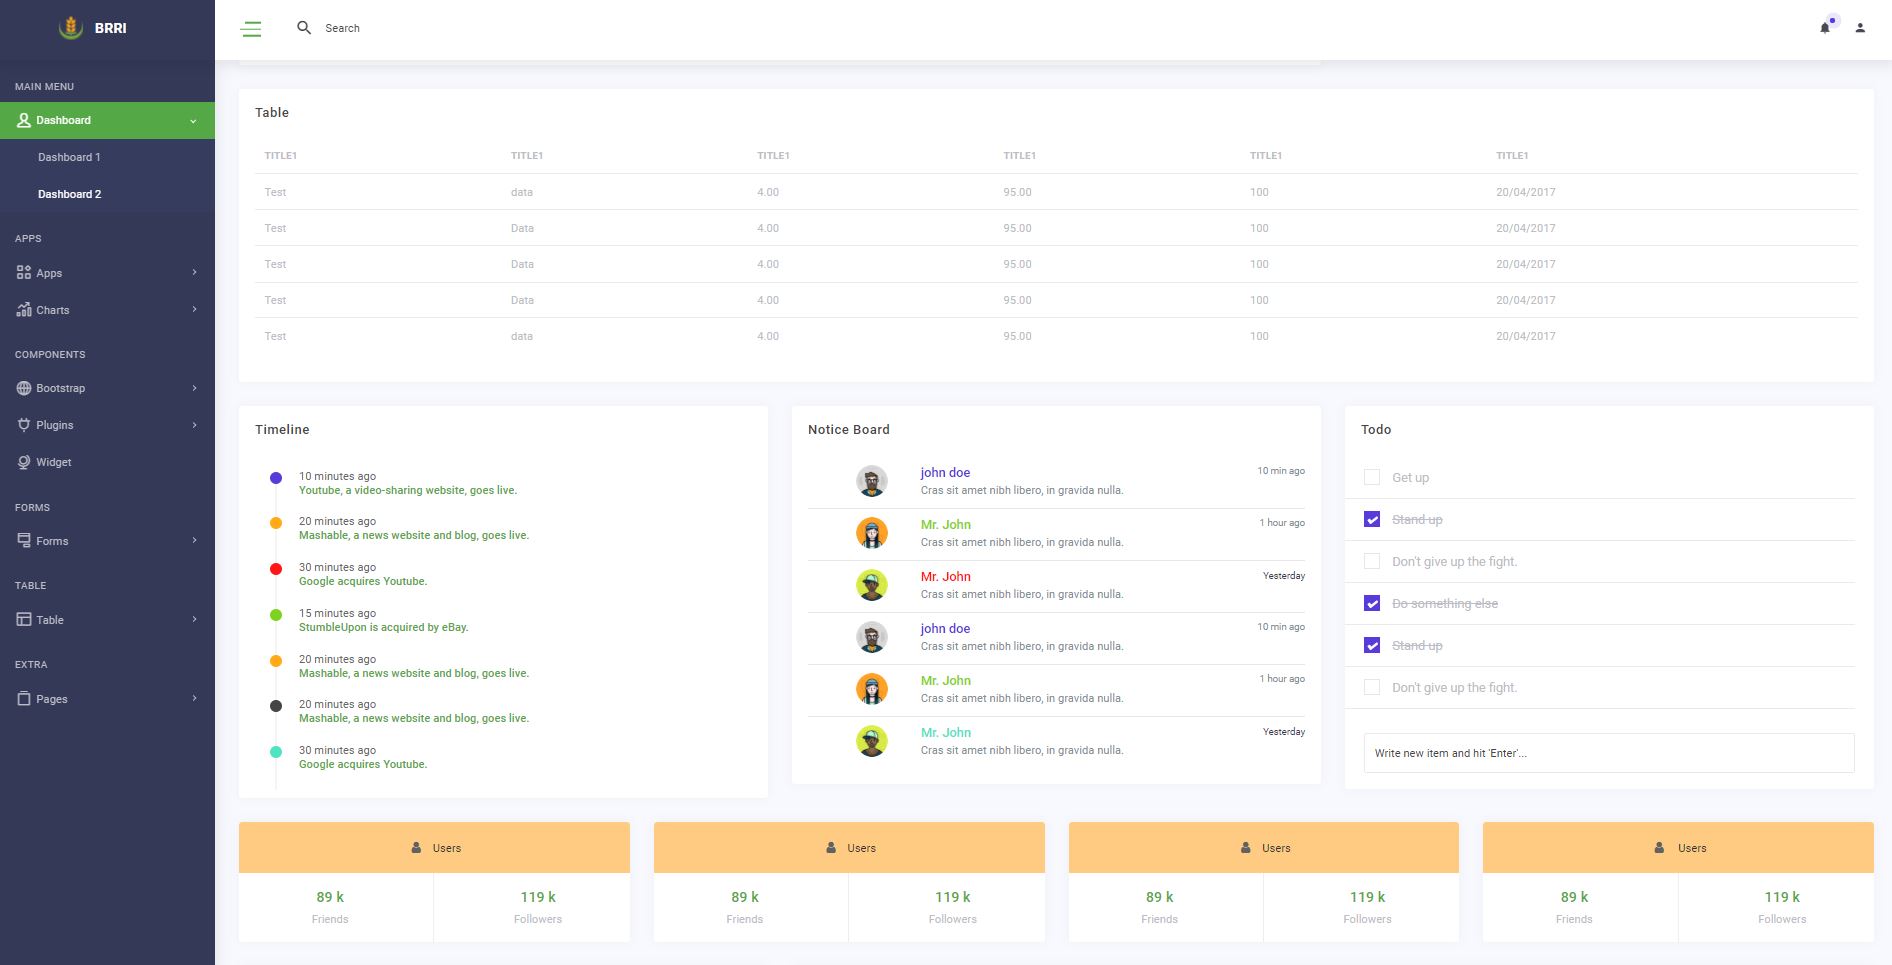 BRRI
Search
MAIN MENU
Dashboard
Dashboard 1
Dashboard 2
APPS
Apps
Charts
COMPONENTS
Bootstrap
Plugins
Widget
FORMS
Forms
TABLE
Table
EXTRA
Pages
Table
TITLE1 TITLE1 TITLE1 TITLE1 TITLE1 TITLE1
Test data 4.00 95.00 100 20/04/2017
Test Data 4.00 95.00 100 20/04/2017
Test Data 4.00 95.00 100 20/04/2017
Test Data 4.00 95.00 100 20/04/2017
Test data 4.00 95.00 100 20/04/2017
Timeline
10 minutes ago
Youtube, a video-sharing website, goes live.
20 minutes ago
Mashable, a news website and blog, goes live.
30 minutes ago
Google acquires Youtube.
15 minutes ago
StumbleUpon is acquired by eBay.
20 minutes ago
Mashable, a news website and blog, goes live.
20 minutes ago
Mashable, a news website and blog, goes live.
30 minutes ago
Google acquires Youtube.
Notice Board
john doe 10 min ago
Cras sit amet nibh libero, in gravida nulla.
Mr. John 1 hour ago
Cras sit amet nibh libero, in gravida nulla.
Mr. John Yesterday
Cras sit amet nibh libero, in gravida nulla.
john doe 10 min ago
Cras sit amet nibh libero, in gravida nulla.
Mr. John 1 hour ago
Cras sit amet nibh libero, in gravida nulla.
Mr. John Yesterday
Cras sit amet nibh libero, in gravida nulla.
Todo
Get up
Stand up
Don't give up the fight.
Do something else
Stand up
Don't give up the fight.
Write new item and hit 'Enter'...
Users
89 k 119 k
Friends Followers
Users
89 k 119 k
Friends Followers
Users
89 k 119 k
Friends Followers
Users
89 k 119 k
Friends Followers